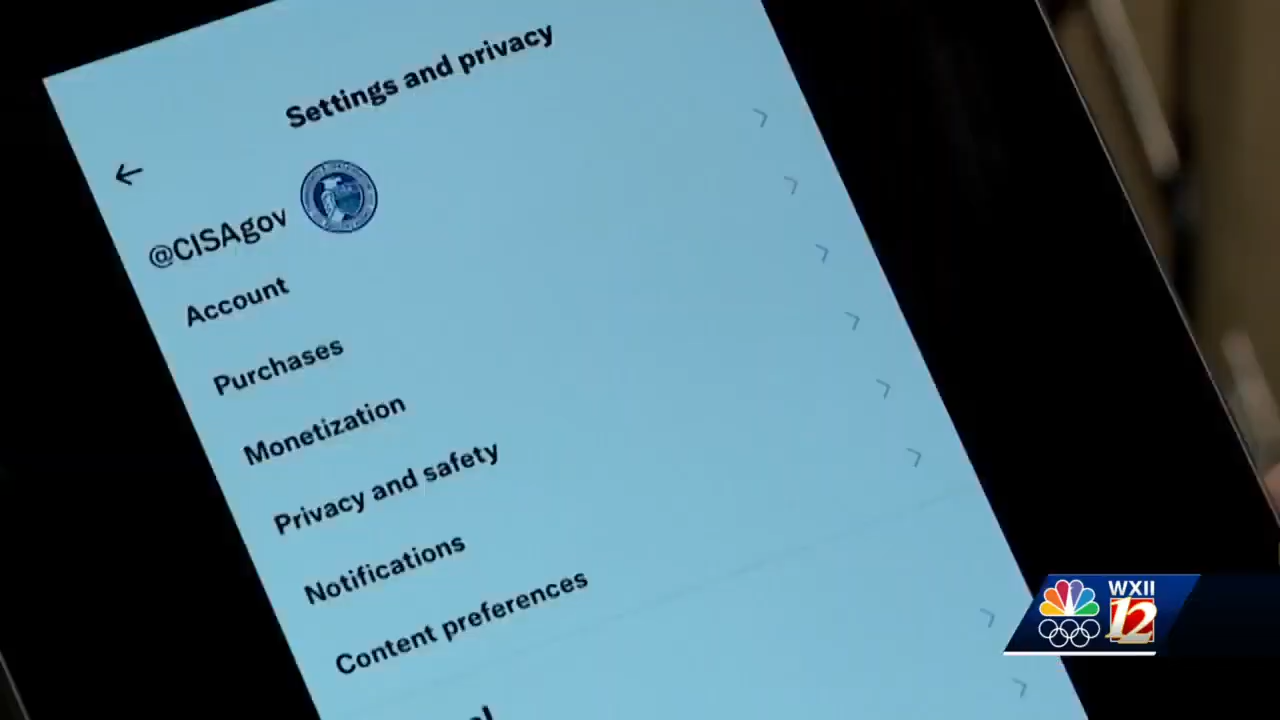 Settings and privacy
@CISAgov
Account
Purchases
Monetization
Privacy and safety
Notifications
Content preferences
WXII
12